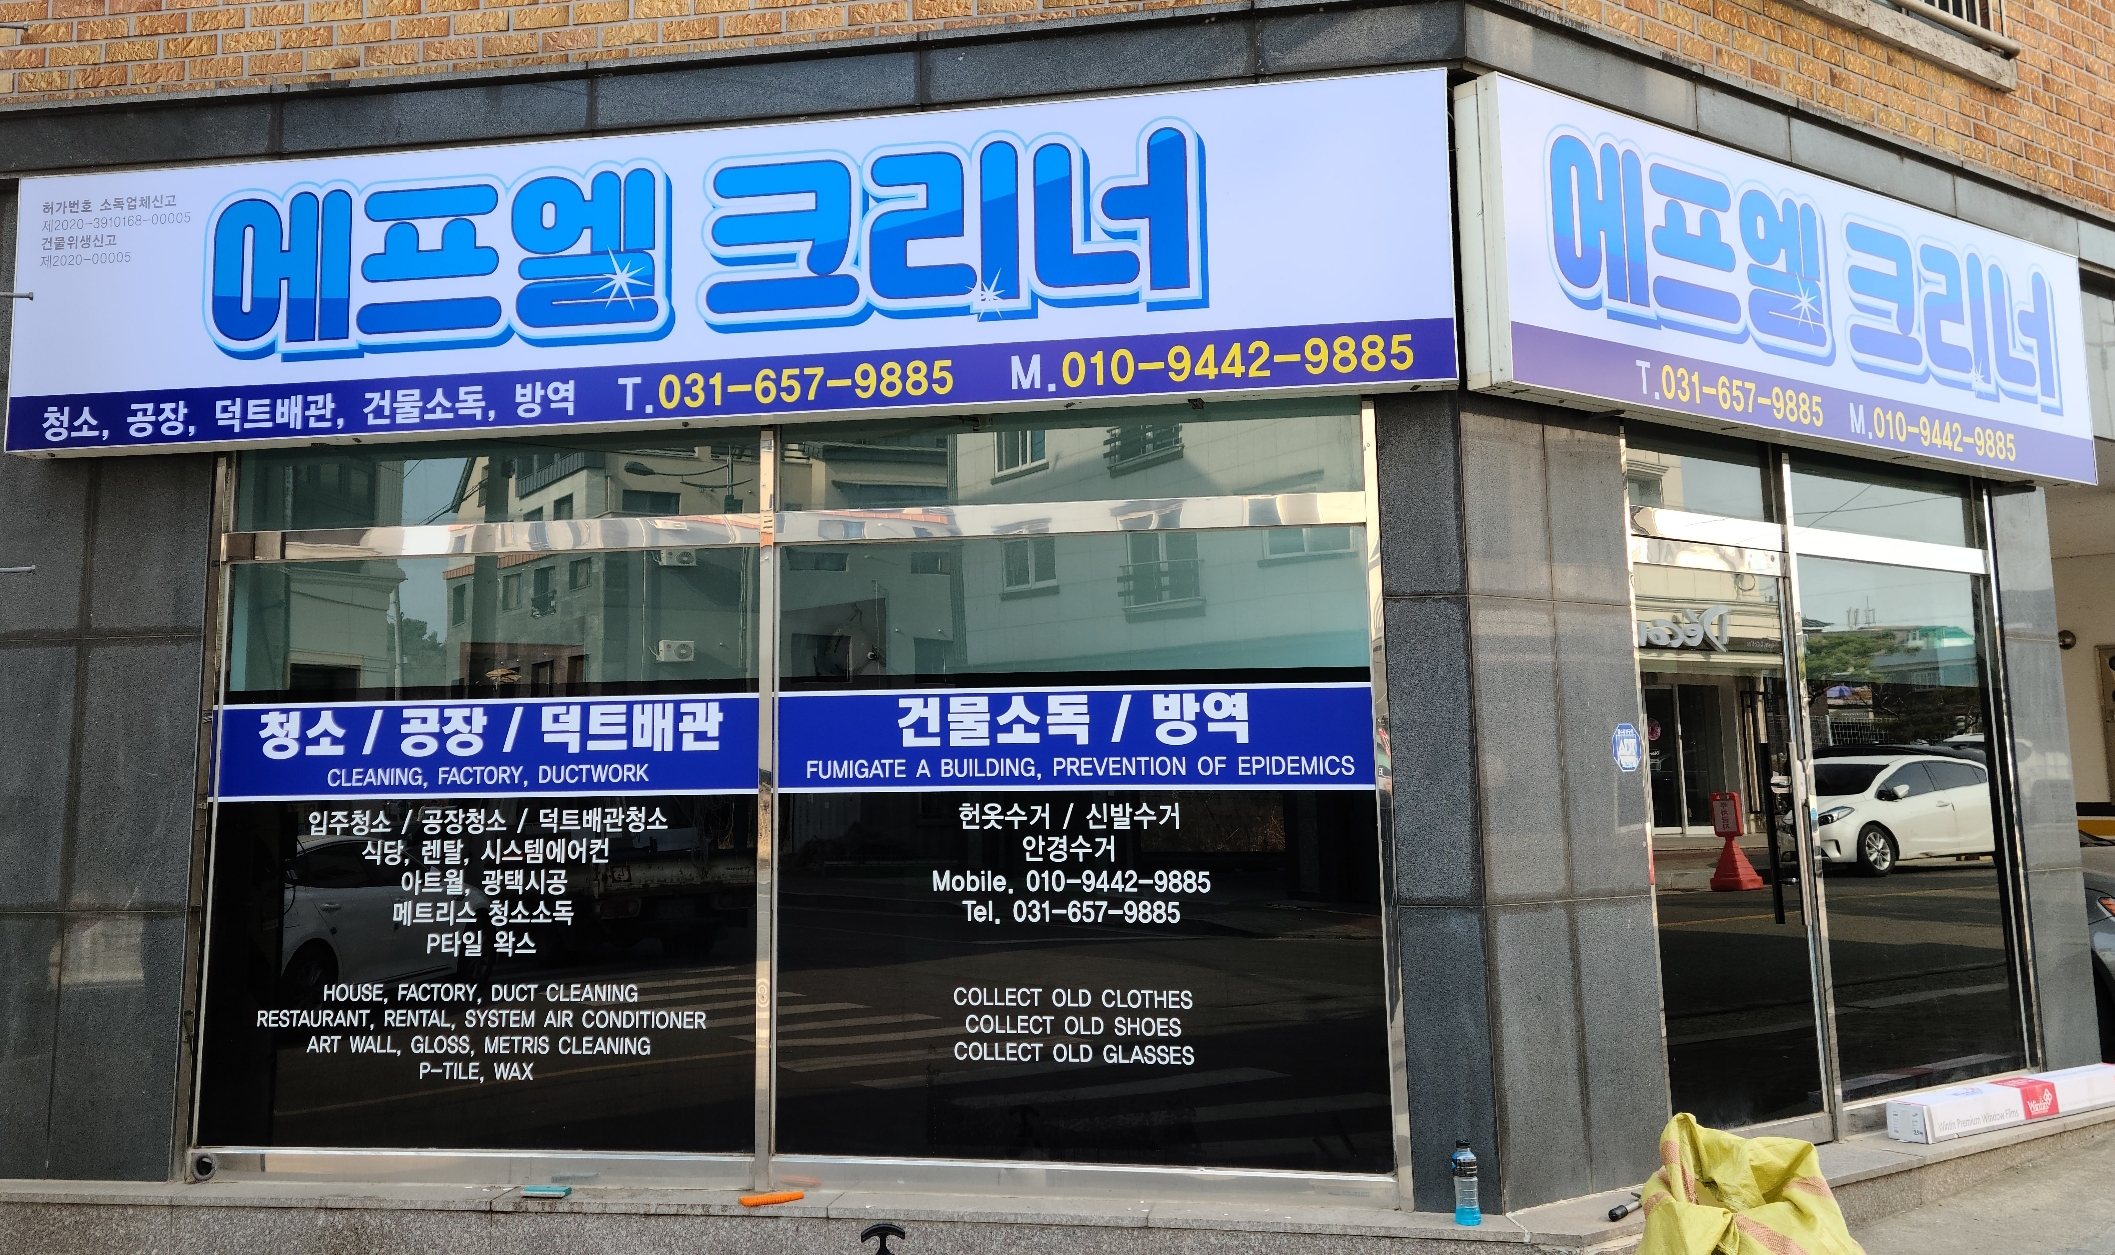 허가번호 소독업체신고
제2020-3910168-00005
건물위생신고
제2020-00005
에프엘 크리너
청소, 공장, 덕트배관, 건물소독, 방역 T.031-657-9885 M.010-9442-9885
에프엘 크리너
T.031-657-9885 M.010-9442-9885
청소 / 공장 / 덕트배관
CLEANING, FACTORY, DUCTWORK
입주청소 / 공장청소 / 덕트배관청소
식당, 렌탈, 시스템에어컨
아트월, 광택시공
메트리스 청소소독
P타일 왁스
HOUSE, FACTORY, DUCT CLEANING
RESTAURANT, RENTAL, SYSTEM AIR CONDITIONER
ART WALL, GLOSS, METRIS CLEANING
P-TILE, WAX
건물소독 / 방역
FUMIGATE A BUILDING, PREVENTION OF EPIDEMICS
헌옷수거 / 신발수거
안경수거
Mobile. 010-9442-9885
Tel. 031-657-9885
COLLECT OLD CLOTHES
COLLECT OLD SHOES
COLLECT OLD GLASSES
ADT
Winfim Premium Window Films